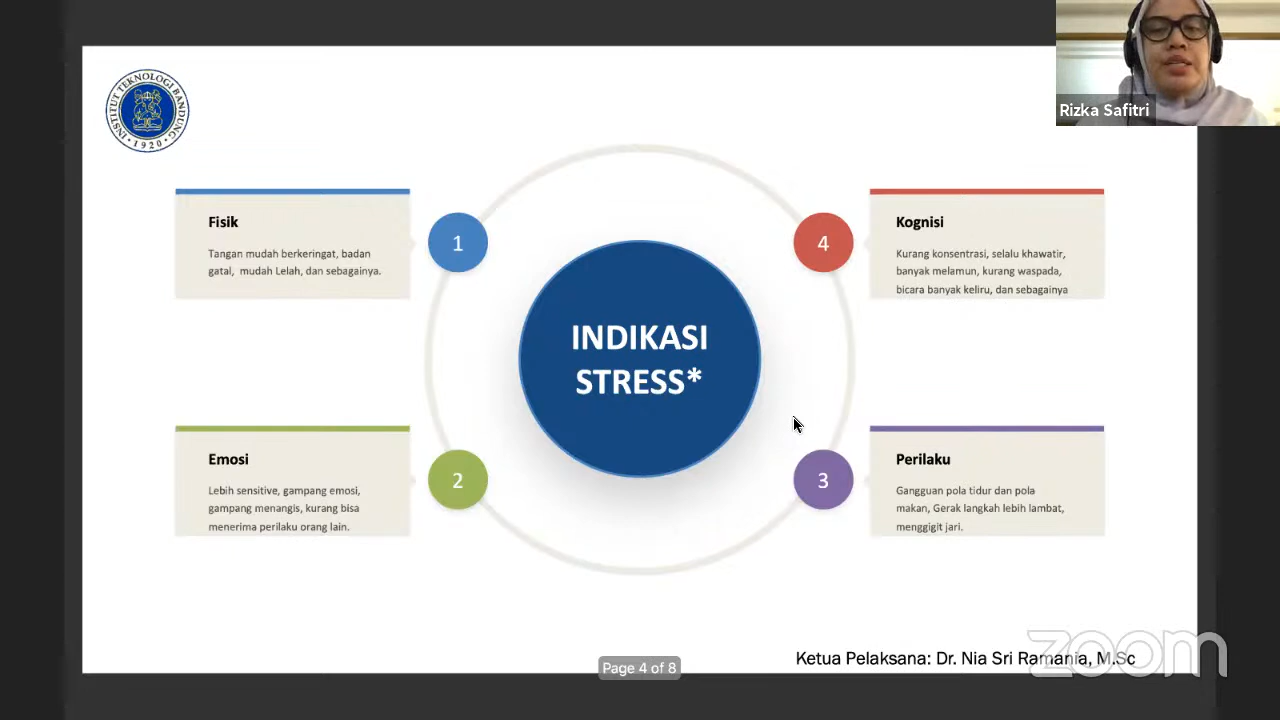 INSTITUT TEKNOLOGI BANDUNG
1920
Rizka Safitri
Fisik
Tangan mudah berkeringat, badan
gatal, mudah Lelah, dan sebagainya.
1
4
Kognisi
Kurang konsentrasi, selalu khawatir,
banyak melamun, kurang waspada,
bicara banyak keliru, dan sebagainya
INDIKASI
STRESS*
Emosi
Lebih sensitive, gampang emosi,
gampang menangis, kurang bisa
menerima perilaku orang lain.
2
3
Perilaku
Gangguan pola tidur dan pola
makan, Gerak langkah lebih lambat,
menggigit jari.
Ketua Pelaksana: Dr. Nia Sri Ramania, M.Sc
Page 4 of 8
zoom